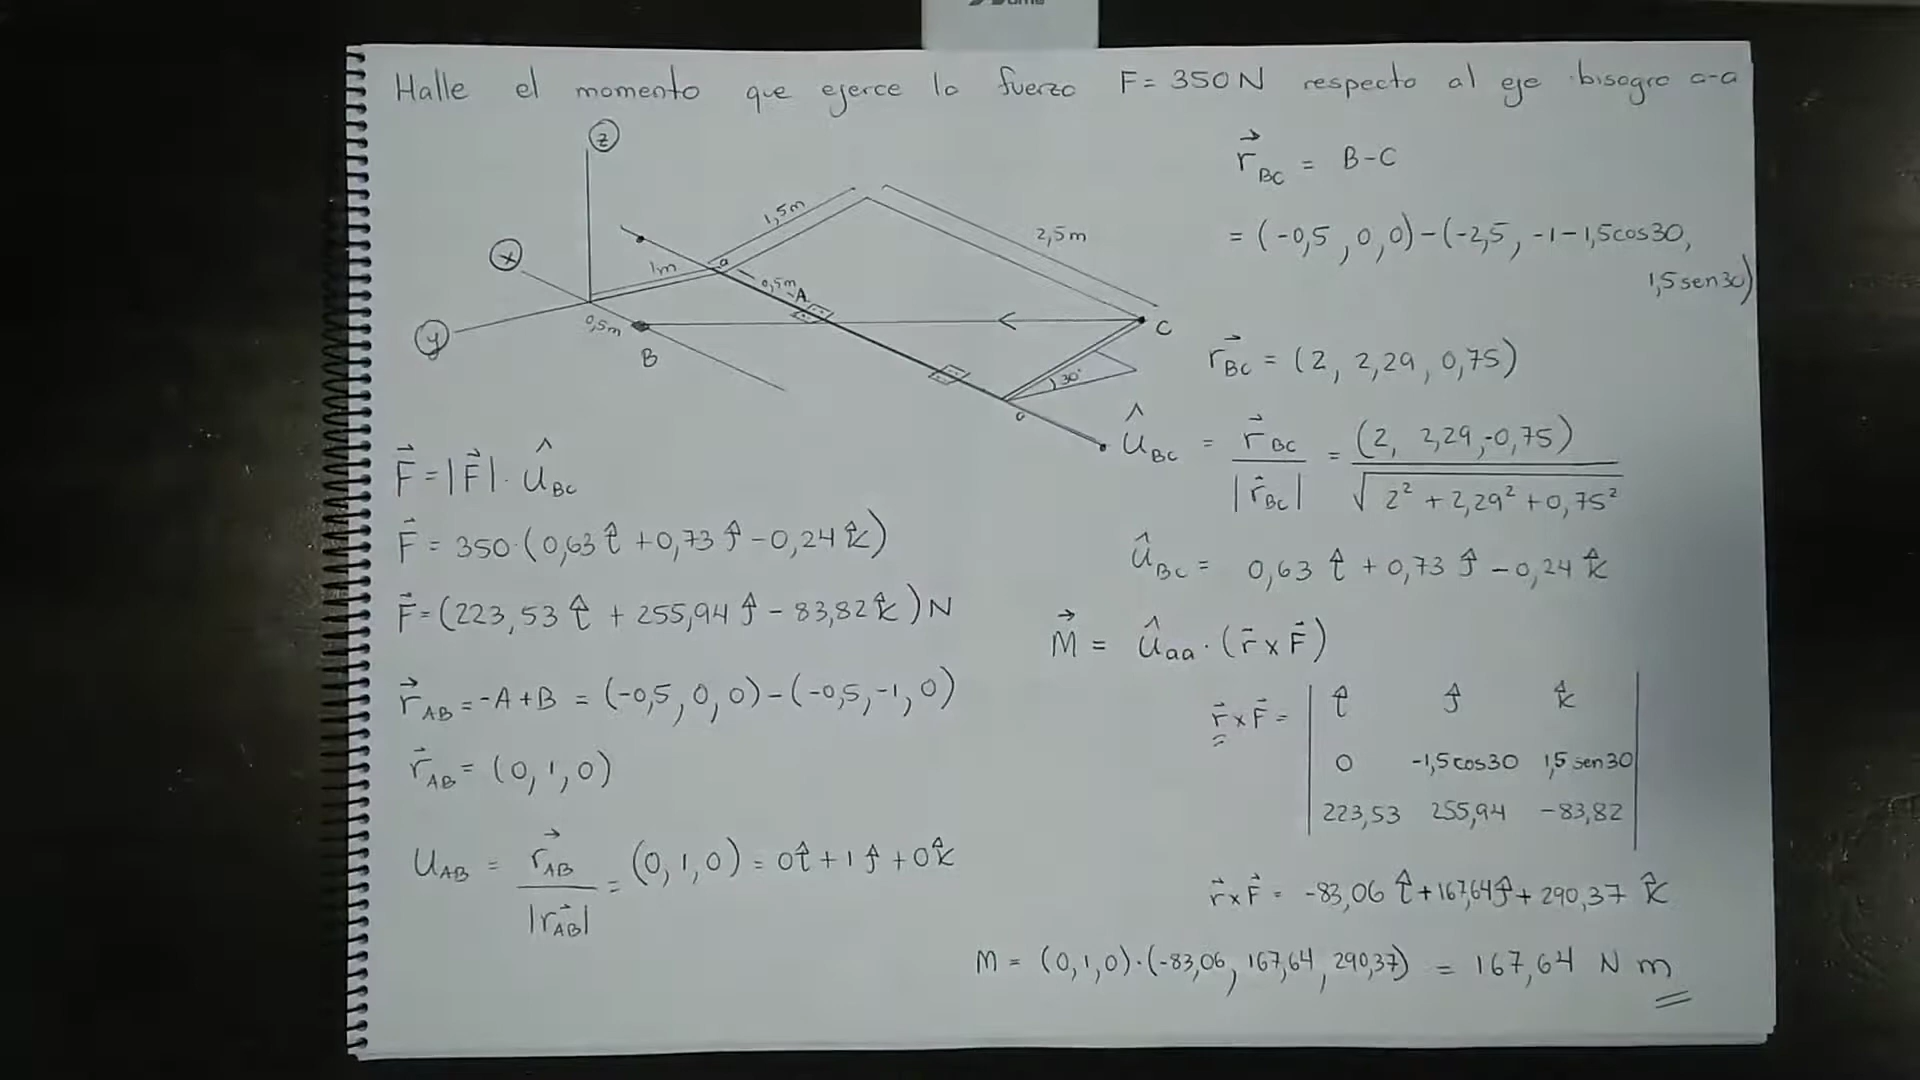 Halle el momento que ejerce la fuerza F = 350 N respecto al eje bisagra a-a
z
x
y
1,5m
2,5m
1m
a
0,5m
A
0,5m
B
C
30°
a
r⃗BC = B-C
= (-0,5, 0, 0) - (-2,5, -1-1,5cos30,
1,5 sen30)
r⃗BC = (2, 2,29, 0,75)
ÛBC = r⃗BC / |r⃗BC| = (2, 2,29, -0,75) / √(2² + 2,29² + 0,75²)
ÛBC = 0,63 î + 0,73 ĵ - 0,24 k̂
F⃗ = |F⃗| · ÛBC
F⃗ = 350·(0,63 î + 0,73 ĵ - 0,24 k̂)
F⃗ = (223,53 î + 255,94 ĵ - 83,82 k̂) N
r⃗AB = -A+B = (-0,5, 0, 0) - (-0,5, -1, 0)
r⃗AB = (0, 1, 0)
UAB = r⃗AB / |r⃗AB| = (0, 1, 0) = 0î + 1ĵ + 0k̂
M⃗ = Ûaa · (r⃗ x F⃗)
r⃗ x F⃗ = | î ĵ k̂ |
0 -1,5cos30 1,5 sen30
223,53 255,94 -83,82
r⃗ x F⃗ = -83,06 î + 167,64 ĵ + 290,37 k̂
M = (0, 1, 0)·(-83,06, 167,64, 290,37) = 167,64 N m